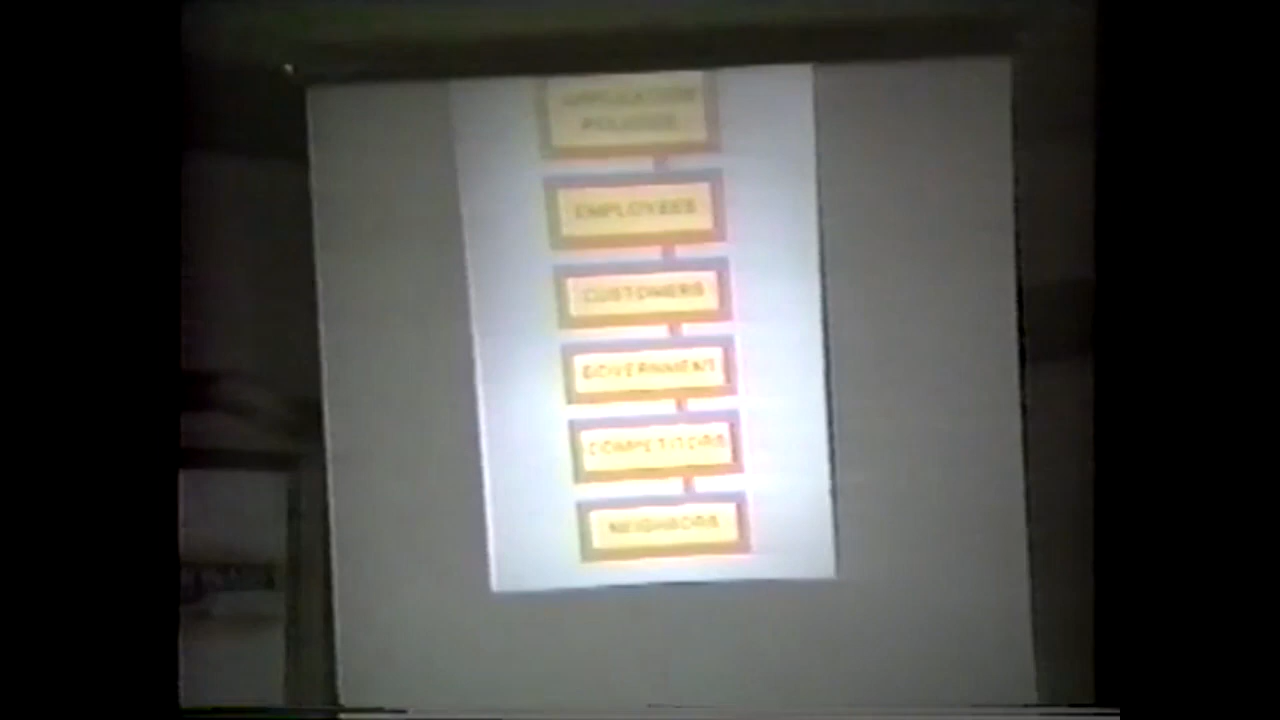 EMPLOYEES
CUSTOMERS
GOVERNMENT
COMPETITORS
NEIGHBORS